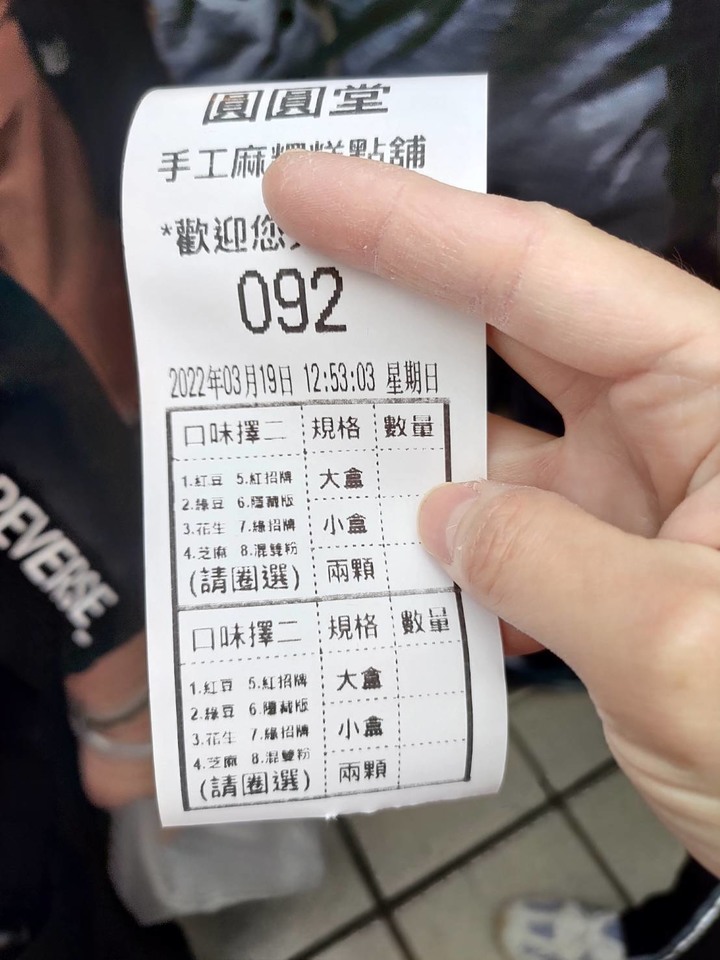 圓圓堂
手工麻糬糕點舖
*歡迎您
092
2022年03月19日 12:53:03 星期日
口味擇二 規格 數量
1.紅豆 5.紅招牌 大盒
2.綠豆 6.隱藏版
3.花生 7.綠招牌 小盒
4.芝麻 8.混雙粉
(請圈選) 兩顆
口味擇二 規格 數量
1.紅豆 5.紅招牌 大盒
2.綠豆 6.隱藏版
3.花生 7.綠招牌 小盒
4.芝麻 8.混雙粉
(請圈選) 兩顆
REVERSE.